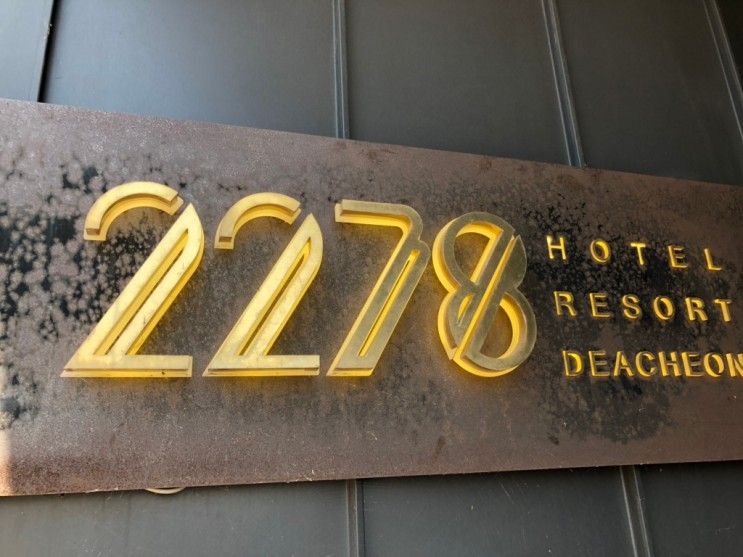 2278
HOTEL
RESORT
DEACHEON